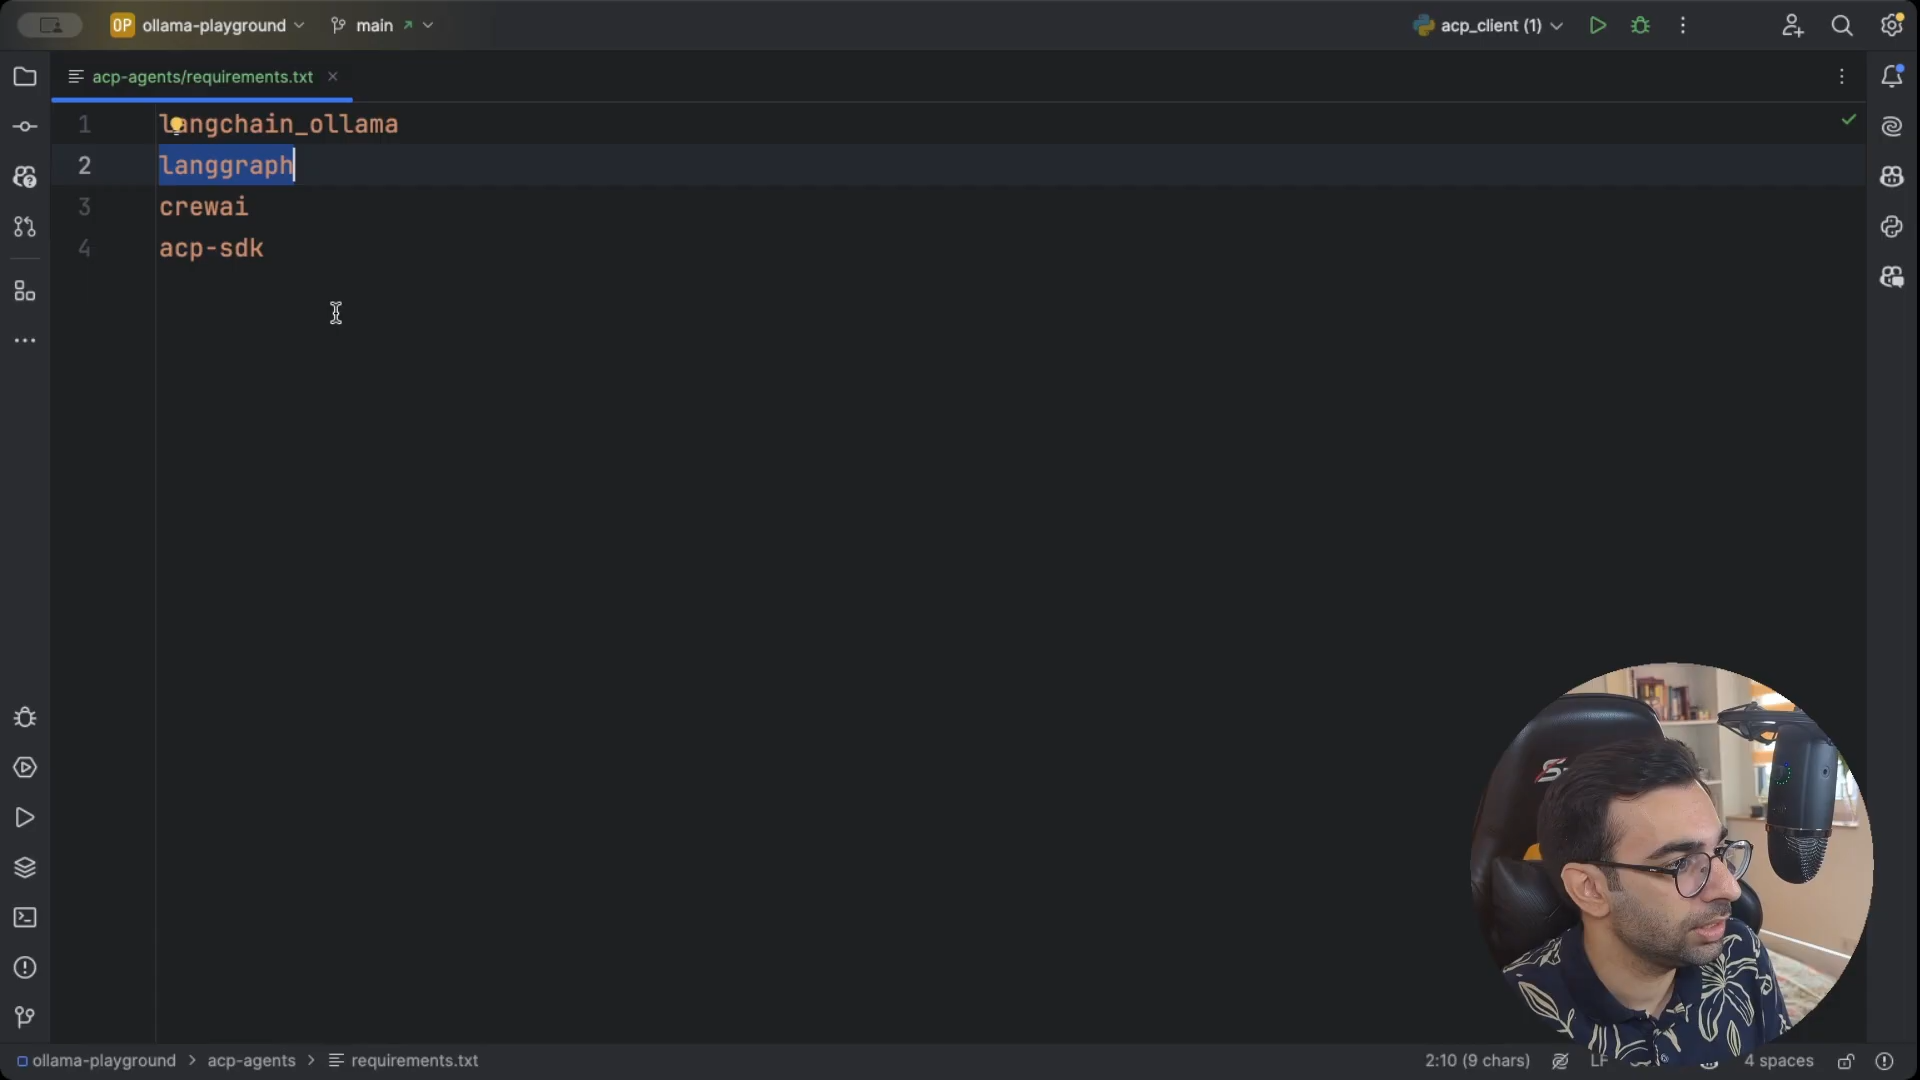 OP ollama-playground main acp_client (1)
acp-agents/requirements.txt
1 langchain_ollama
2 langgraph
3 crewai
4 acp-sdk
ollama-playground > acp-agents > requirements.txt 2:10 (9 chars) LF 4 spaces